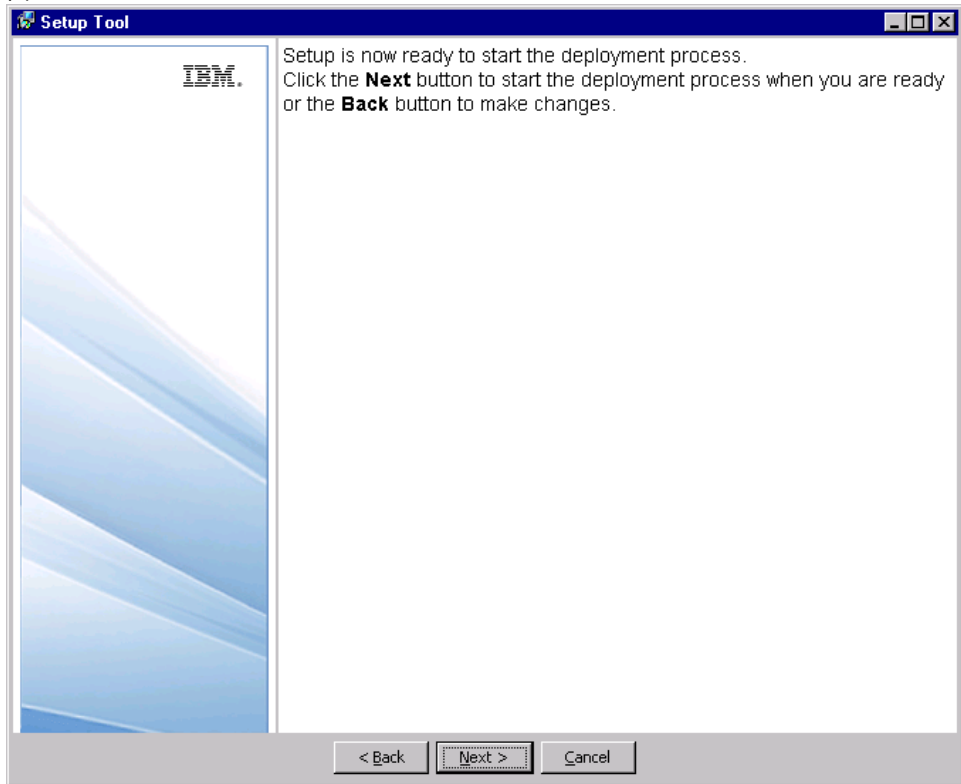 Setup Tool
IBM.
Setup is now ready to start the deployment process.
Click the Next button to start the deployment process when you are ready
or the Back button to make changes.
< Back
Next >
Cancel